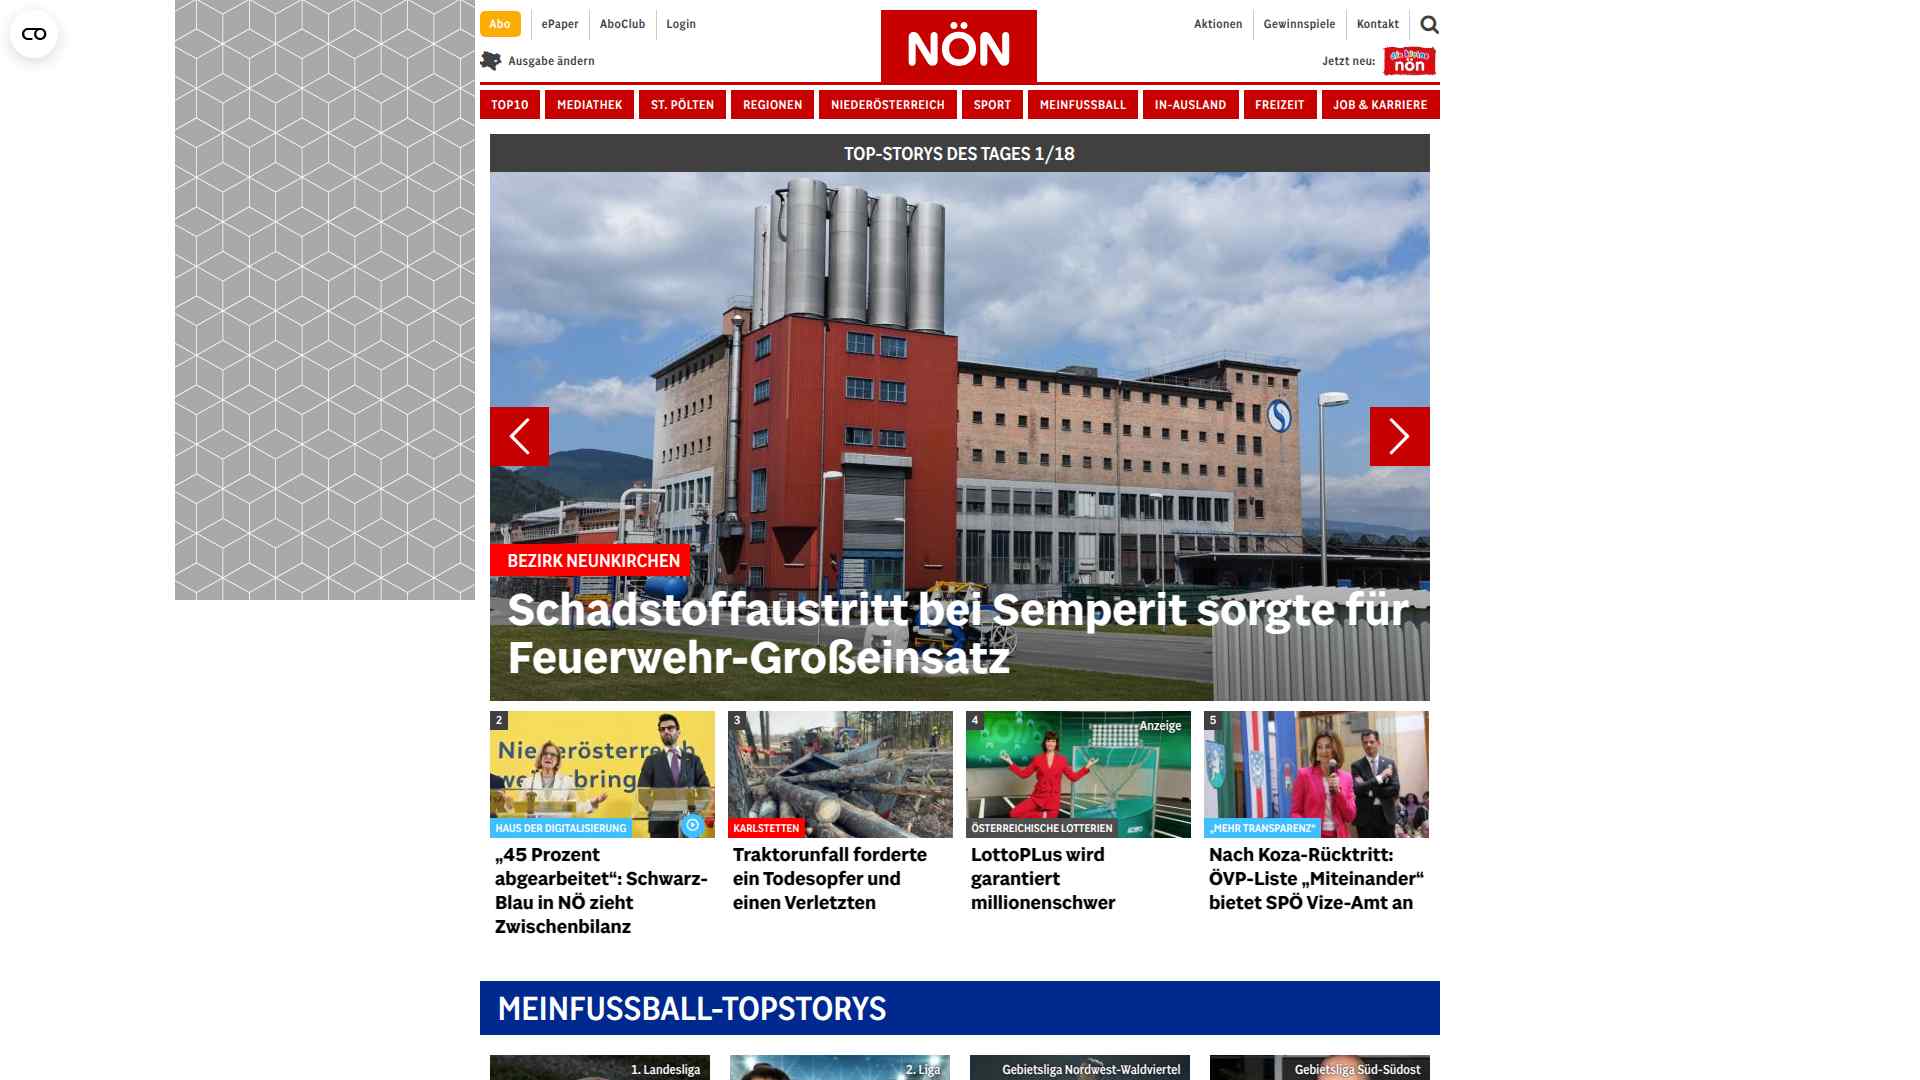 Abo
ePaper
AboClub
Login
NÖN
Aktionen
Gewinnspiele
Kontakt
Ausgabe ändern
Jetzt neu:
die kleine
nön
TOP10
MEDIATHEK
ST. PÖLTEN
REGIONEN
NIEDERÖSTERREICH
SPORT
MEINFUSSBALL
IN-AUSLAND
FREIZEIT
JOB & KARRIERE
TOP-STORYS DES TAGES 1/18
BEZIRK NEUNKIRCHEN
Schadstoffaustritt bei Semperit sorgte für
Feuerwehr-Großeinsatz
2
HAUS DER DIGITALISIERUNG
„45 Prozent
abgearbeitet“: Schwarz-
Blau in NÖ zieht
Zwischenbilanz
3
KARLSTETTEN
Traktorunfall forderte
ein Todesopfer und
einen Verletzten
4
Anzeige
ÖSTERREICHISCHE LOTTERIEN
LottoPLus wird
garantiert
millionenschwer
5
„MEHR TRANSPARENZ“
Nach Koza-Rücktritt:
ÖVP-Liste „Miteinander“
bietet SPÖ Vize-Amt an
MEINFUSSBALL-TOPSTORYS
1. Landesliga
2. Liga
Gebietsliga Nordwest-Waldviertel
Gebietsliga Süd-Südost